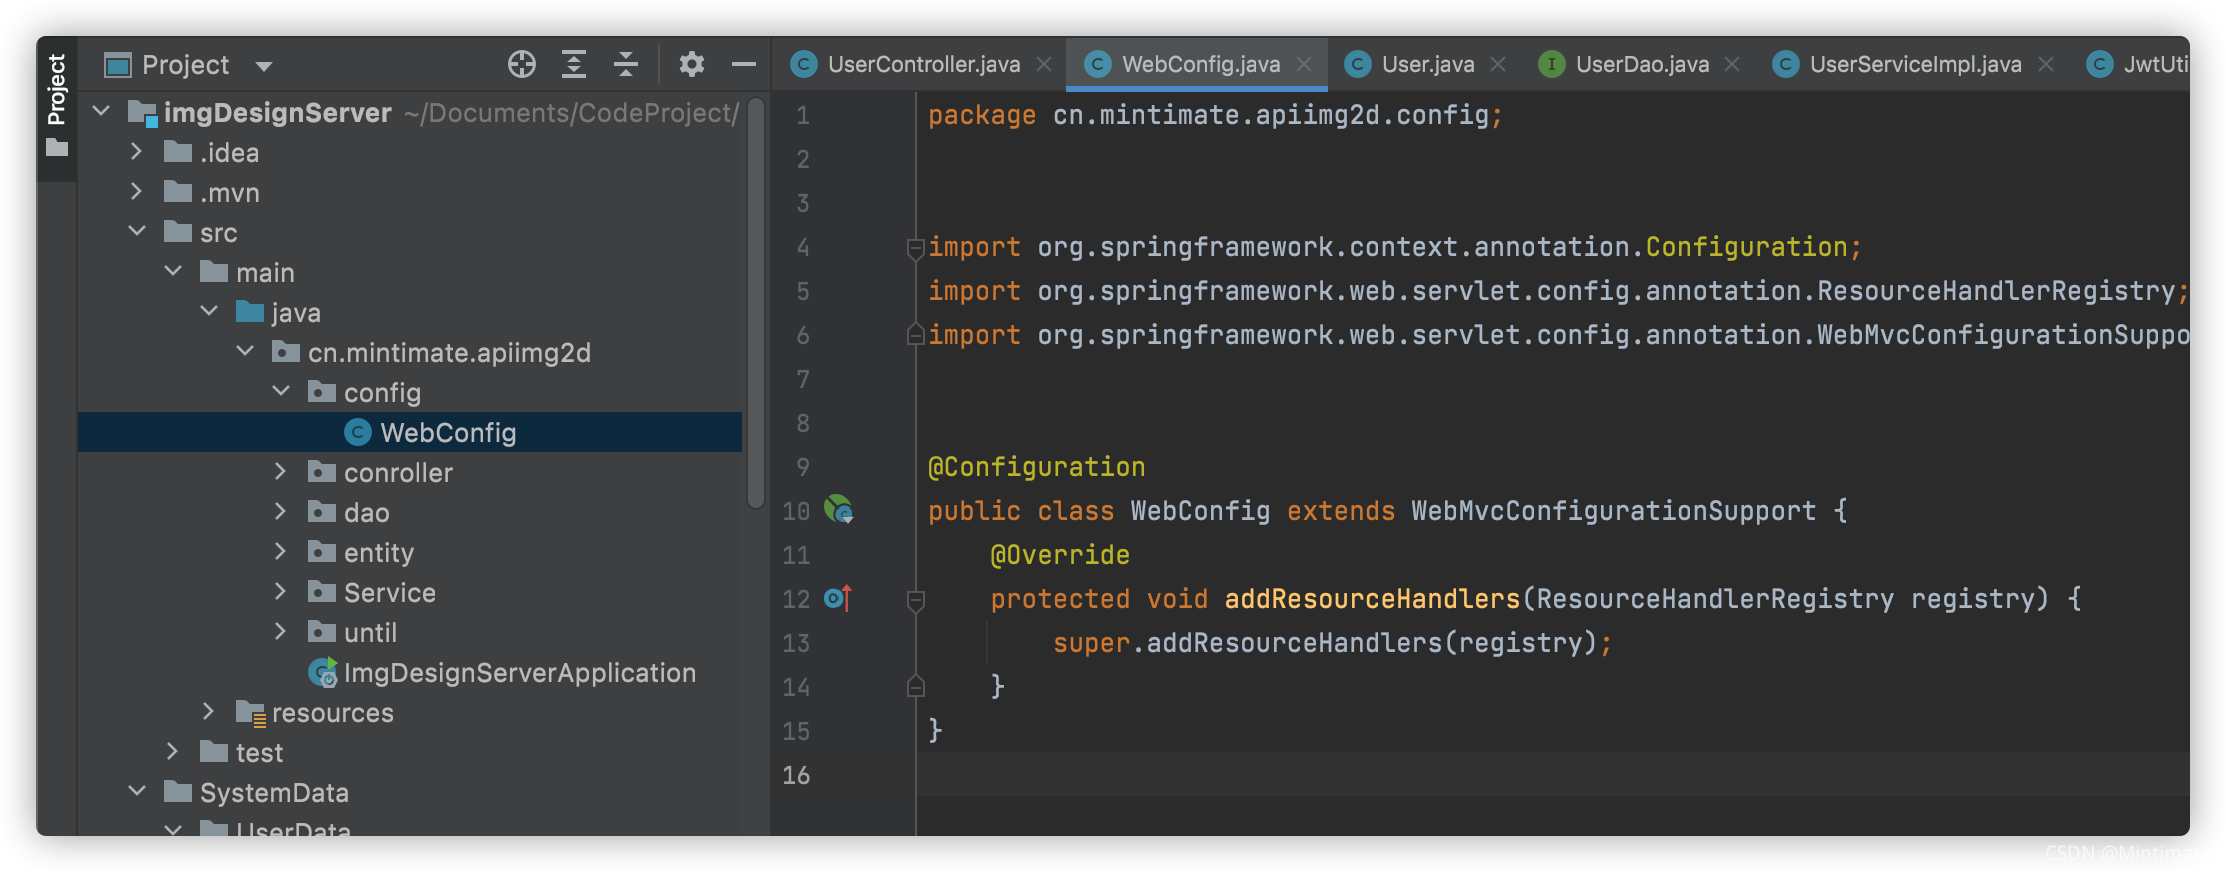 Project
Project
UserController.java
WebConfig.java
User.java
UserDao.java
UserServiceImpl.java
JwtUti
imgDesignServer ~/Documents/CodeProject/
.idea
.mvn
src
main
java
cn.mintimate.apiimg2d
config
WebConfig
conroller
dao
entity
Service
until
ImgDesignServerApplication
resources
test
SystemData
UserData
1 package cn.mintimate.apiimg2d.config;
2
3
4 import org.springframework.context.annotation.Configuration;
5 import org.springframework.web.servlet.config.annotation.ResourceHandlerRegistry;
6 import org.springframework.web.servlet.config.annotation.WebMvcConfigurationSuppo
7
8
9 @Configuration
10 public class WebConfig extends WebMvcConfigurationSupport {
11 @Override
12 protected void addResourceHandlers(ResourceHandlerRegistry registry) {
13 super.addResourceHandlers(registry);
14 }
15 }
16
CSDN @Mintima